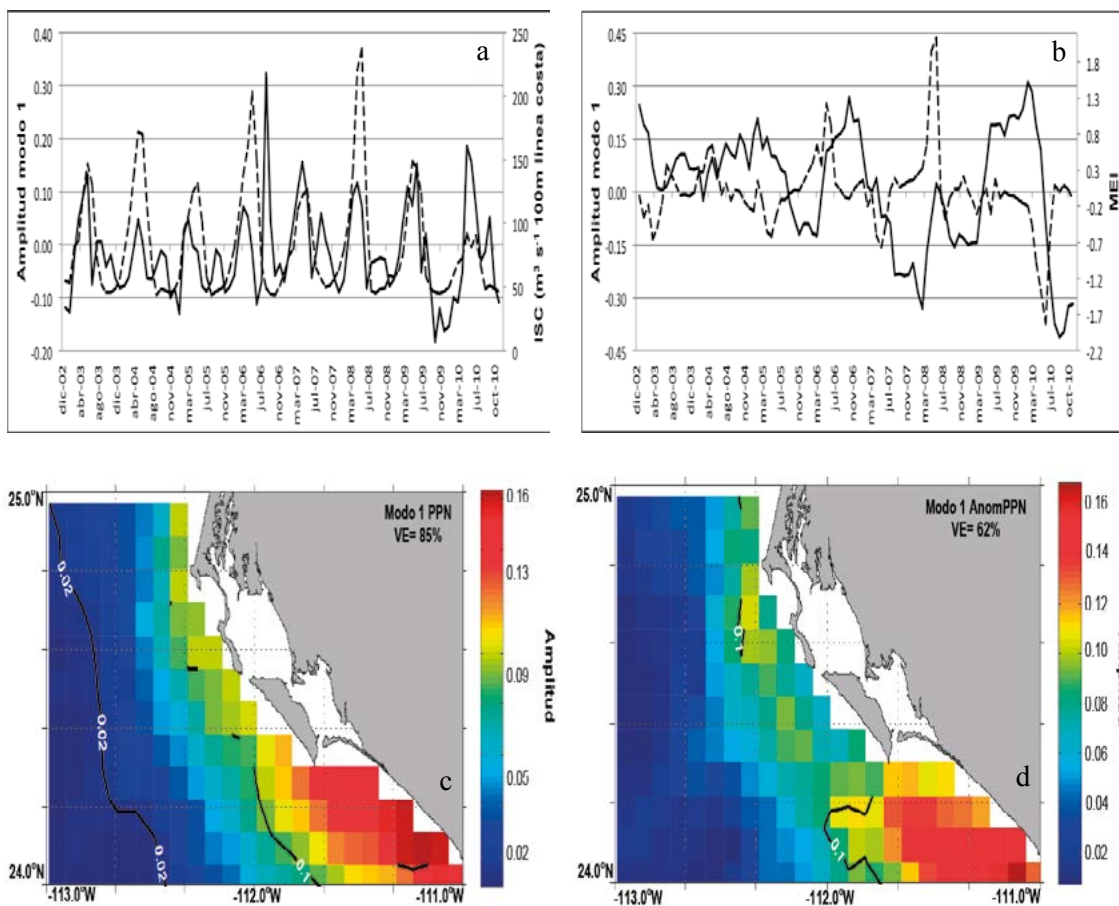 a
Amplitud modo 1
0.40
0.30
0.20
0.10
0.00
-0.10
-0.20
250
200
150
100
50
0
ISC (m³ s⁻¹ 100m linea costa)
dic-02
abr-03
ago-03
dic-03
abr-04
ago-04
nov-04
mar-05
jul-05
nov-05
mar-06
jul-06
nov-06
mar-07
jul-07
nov-07
mar-08
jul-08
nov-08
mar-09
jul-09
nov-09
mar-10
jul-10
oct-10
b
Amplitud modo 1
0.45
0.30
0.15
0.00
-0.15
-0.30
-0.45
1.8
1.3
0.8
0.3
-0.2
-0.7
-1.2
-1.7
-2.2
MEI
dic-02
abr-03
ago-03
dic-03
abr-04
ago-04
nov-04
mar-05
jul-05
nov-05
mar-06
jul-06
nov-06
mar-07
jul-07
nov-07
mar-08
jul-08
nov-08
mar-09
jul-09
nov-09
mar-10
jul-10
oct-10
25.0°N
24.0°N
-113.0°W
-112.0°W
-111.0°W
Modo 1 PPN
VE= 85%
0.02
0.02
0.02
0.1
c
0.16
0.13
0.09
0.05
0.02
Amplitud
25.0°N
24.0°N
-113.0°W
-112.0°W
-111.0°W
Modo 1 AnomPPN
VE= 62%
0.1
0.1
d
0.16
0.14
0.12
0.10
0.08
0.06
0.04
0.02